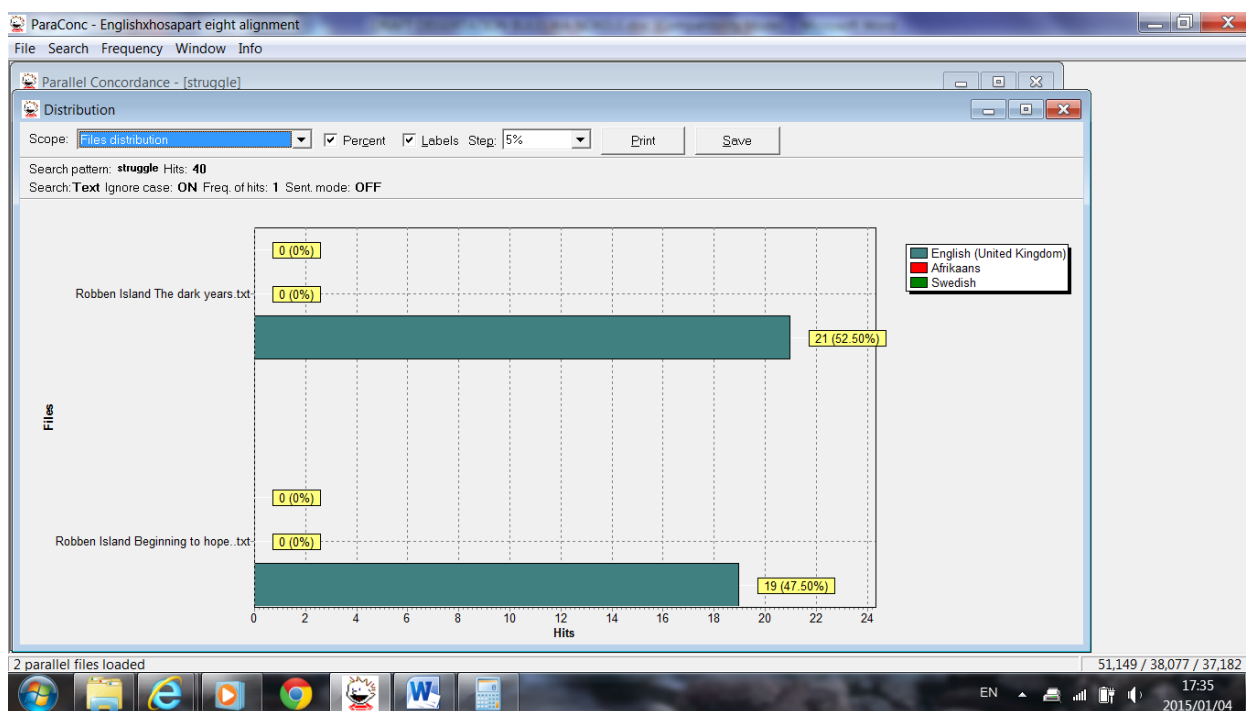 ParaConc - Englishxhosapart eight alignment
File Search Frequency Window Info
Parallel Concordance - [struggle]
Distribution
Scope: Files distribution Percent Labels Step: 5% Print Save
Search pattern: struggle Hits: 40
Search:Text Ignore case: ON Freq. of hits: 1 Sent. mode: OFF
English (United Kingdom)
Afrikaans
Swedish
0 (0%)
Robben Island The dark years.txt 0 (0%)
21 (52.50%)
Files
0 (0%)
Robben Island Beginning to hope..txt 0 (0%)
19 (47.50%)
0 2 4 6 8 10 12 14 16 18 20 22 24
Hits
2 parallel files loaded 51,149 / 38,077 / 37,182
EN 17:35
2015/01/04